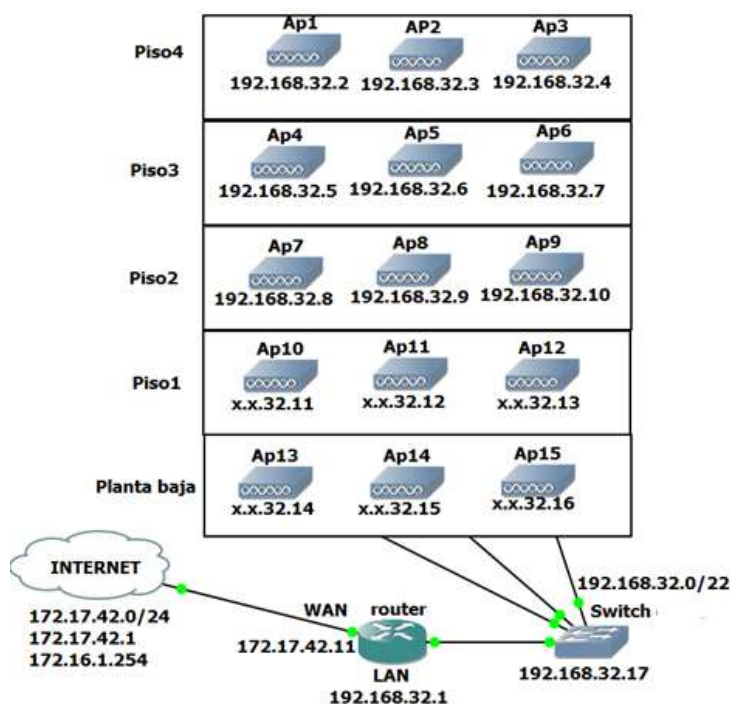 Ap1 AP2 Ap3
Piso4
192.168.32.2 192.168.32.3 192.168.32.4
Ap4 Ap5 Ap6
Piso3
192.168.32.5 192.168.32.6 192.168.32.7
Ap7 Ap8 Ap9
Piso2
192.168.32.8 192.168.32.9 192.168.32.10
Ap10 Ap11 Ap12
Piso1
x.x.32.11 x.x.32.12 x.x.32.13
Ap13 Ap14 Ap15
Planta baja
x.x.32.14 x.x.32.15 x.x.32.16
INTERNET
172.17.42.0/24
172.17.42.1
172.16.1.254
WAN router
172.17.42.11
LAN
192.168.32.1
192.168.32.0/22
Switch
192.168.32.17